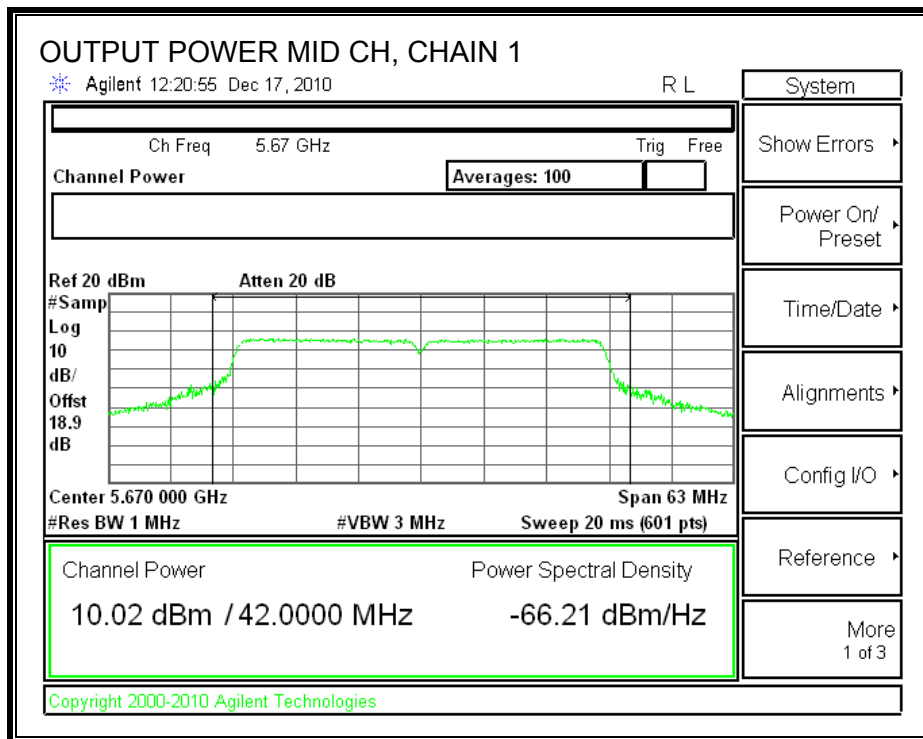 OUTPUT POWER MID CH, CHAIN 1
Agilent 12:20:55 Dec 17, 2010 R L
System
Ch Freq 5.67 GHz Trig Free
Show Errors
Channel Power Averages: 100
Power On/
Preset
Ref 20 dBm Atten 20 dB
#Samp
Log
10
dB/
Offst
18.9
dB
Time/Date
Alignments
Config I/O
Center 5.670 000 GHz Span 63 MHz
#Res BW 1 MHz #VBW 3 MHz Sweep 20 ms (601 pts)
Channel Power Power Spectral Density
10.02 dBm / 42.0000 MHz -66.21 dBm/Hz
Reference
More
1 of 3
Copyright 2000-2010 Agilent Technologies